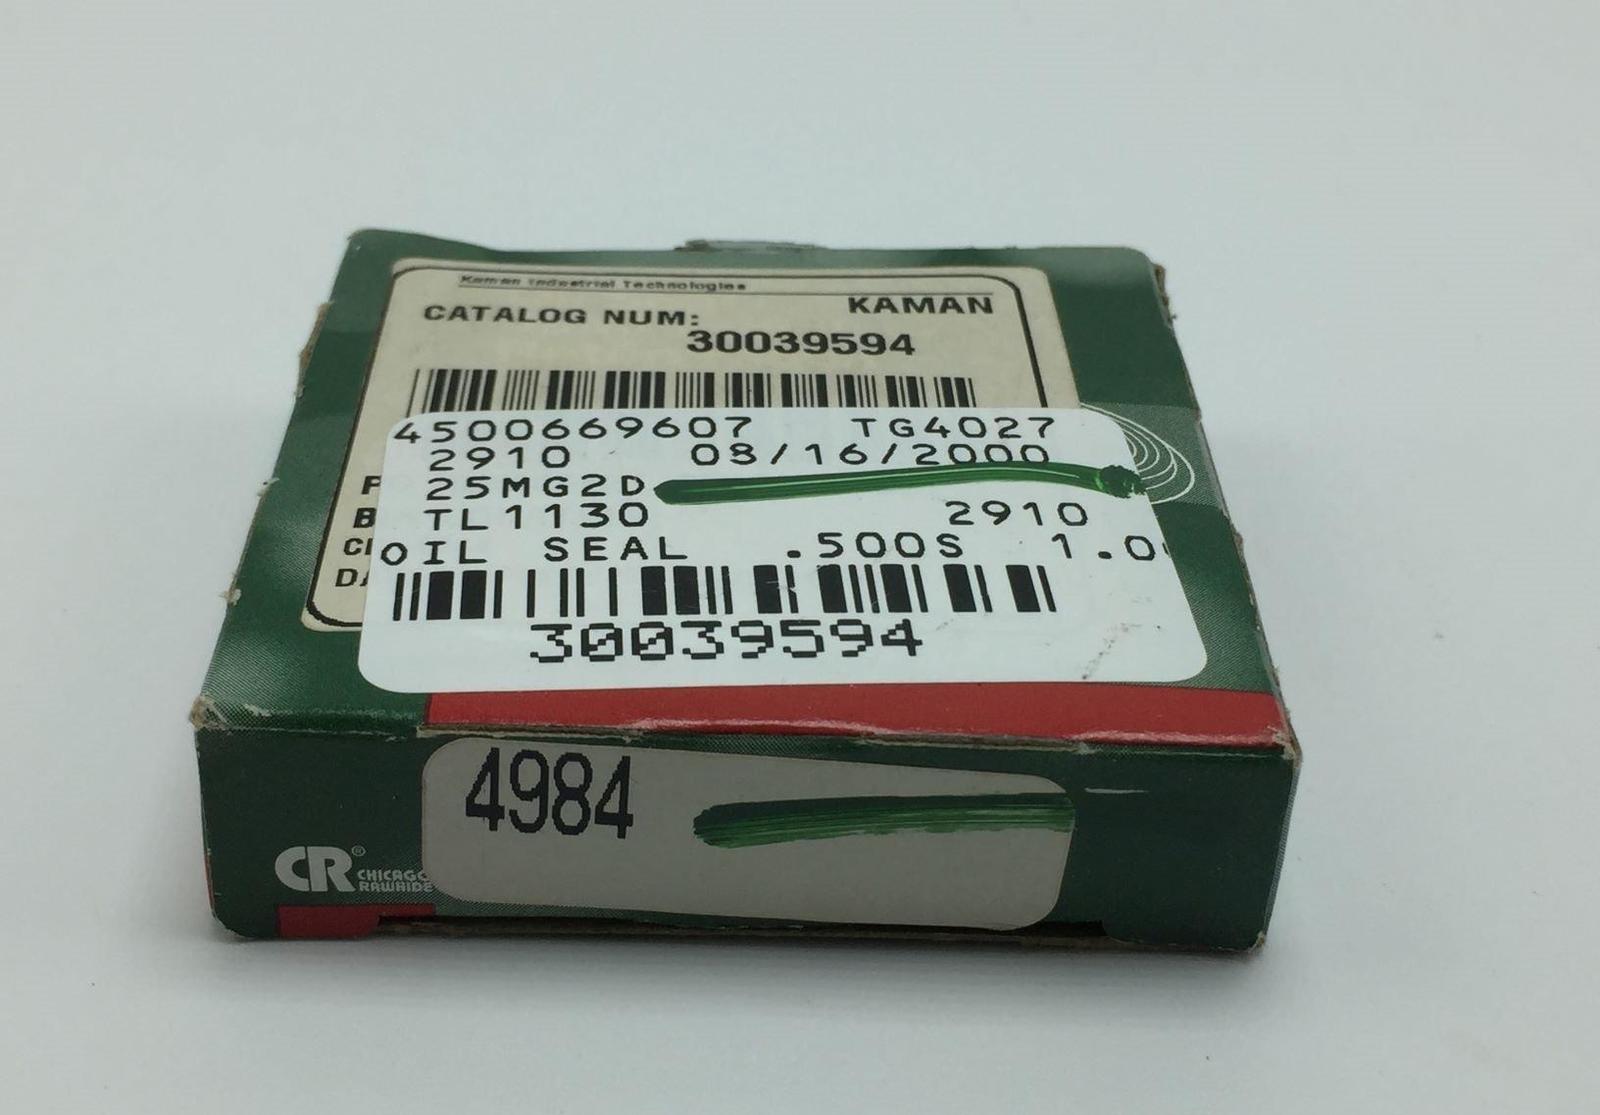 Kaman Industrial Technologies
KAMAN
CATALOG NUM:
30039594
4500669607 TG4027
2910 08/16/2000
25MG2D
TL1130 2910
OIL SEAL .500S 1.0
30039594
4984
CR®
CHICAGO
RAWHIDE